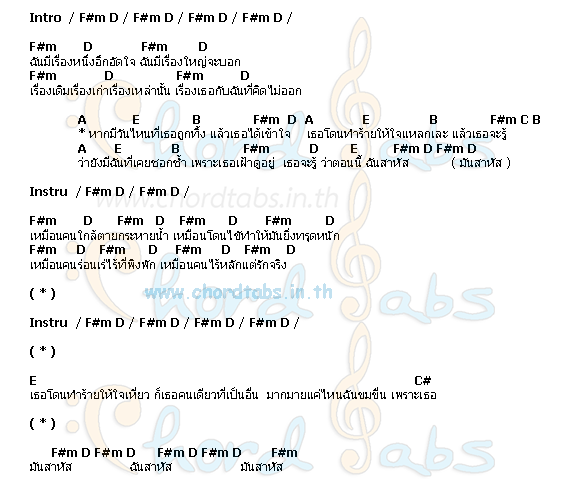 Intro / F#m D / F#m D / F#m D / F#m D /
F#m D F#m D
ฉันมีเรื่องหนึ่งอึกอัดใจ ฉันมีเรื่องใหญ่จะบอก
F#m D F#m D
เรื่องเดิมเรื่องเก่าเรื่องเหล่านั้น เรื่องเธอกับฉันที่คิดไม่ออก
A E B F#m D A E B F#m C B
* หากมีวันไหนที่เธอถูกทิ้ง แล้วเธอได้เข้าใจ เธอโดนทำร้ายให้ใจแหลกเละ แล้วเธอจะรู้
A E B F#m D E F#m D F#m D
ว่ายังมีฉันที่เคยชอกช้ำ เพราะเธอเฝ้าดูอยู่ เธอจะรู้ ว่าตอนนี้ ฉันสาหัส ( มันสาหัส )
www.chordtabs.in.th
Instru / F#m D / F#m D /
F#m D F#m D F#m D F#m D
เหมือนคนใกล้ตายกระหายน้ำ เหมือนโดนไข้ทำให้มันยิ่งทรุดหนัก
F#m D F#m D F#m D F#m D
เหมือนคนร่อนเร่ไร้ที่พิงพัก เหมือนคนไร้หลักแต่รักจริง
( * )
www.chordtabs.in.th
Instru / F#m D / F#m D / F#m D / F#m D /
( * )
E C#
เธอโดนทำร้ายให้ใจเหี่ยว ก็เธอคนเดียวที่เป็นอื่น มากมายแค่ไหนฉันขมขื่น เพราะเธอ
( * )
F#m D F#m D F#m D F#m D F#m
มันสาหัส ฉันสาหัส มันสาหัส